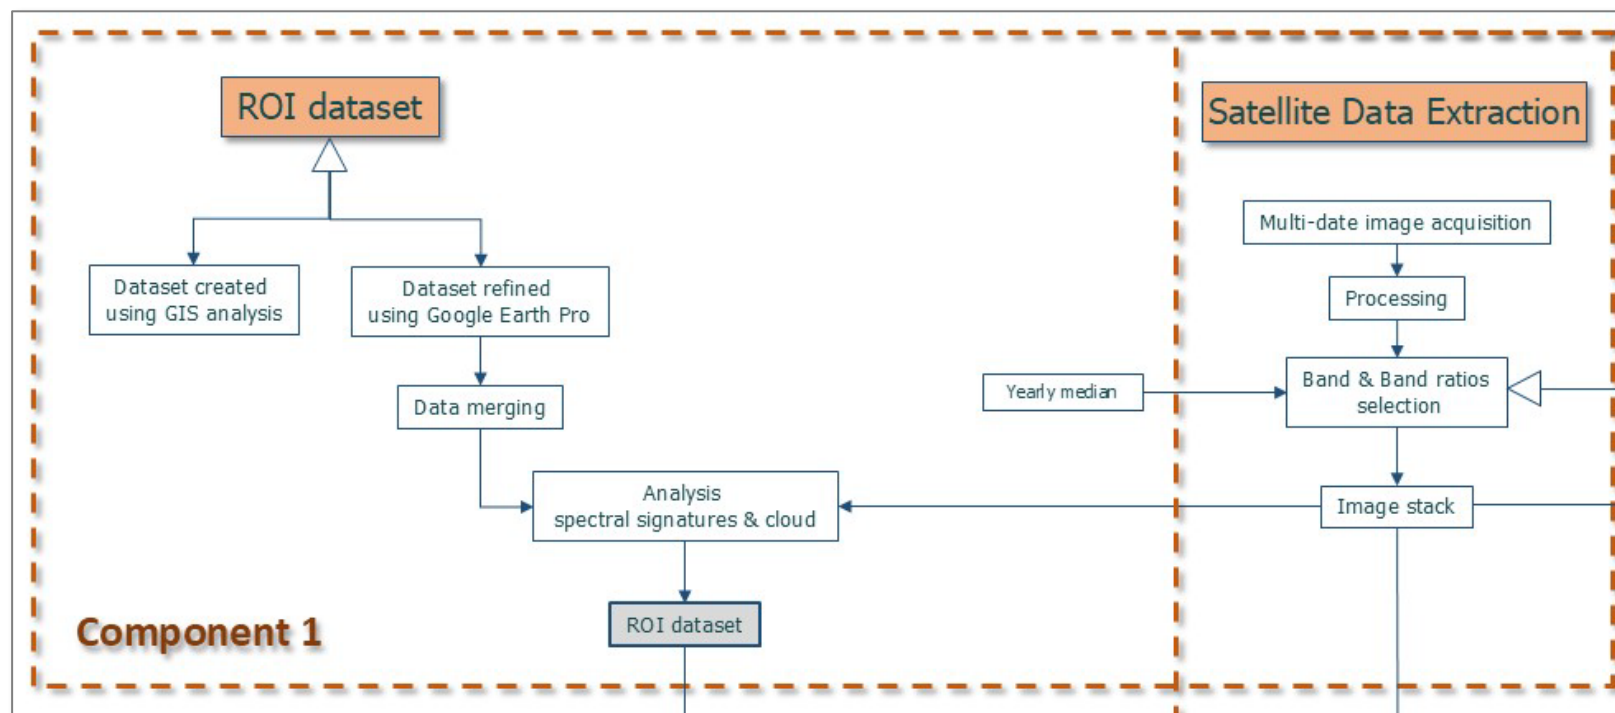 ROI dataset
Dataset created
using GIS analysis
Dataset refined
using Google Earth Pro
Data merging
Analysis
spectral signatures & cloud
ROI dataset
Component 1
Satellite Data Extraction
Multi-date image acquisition
Processing
Yearly median
Band & Band ratios
selection
Image stack